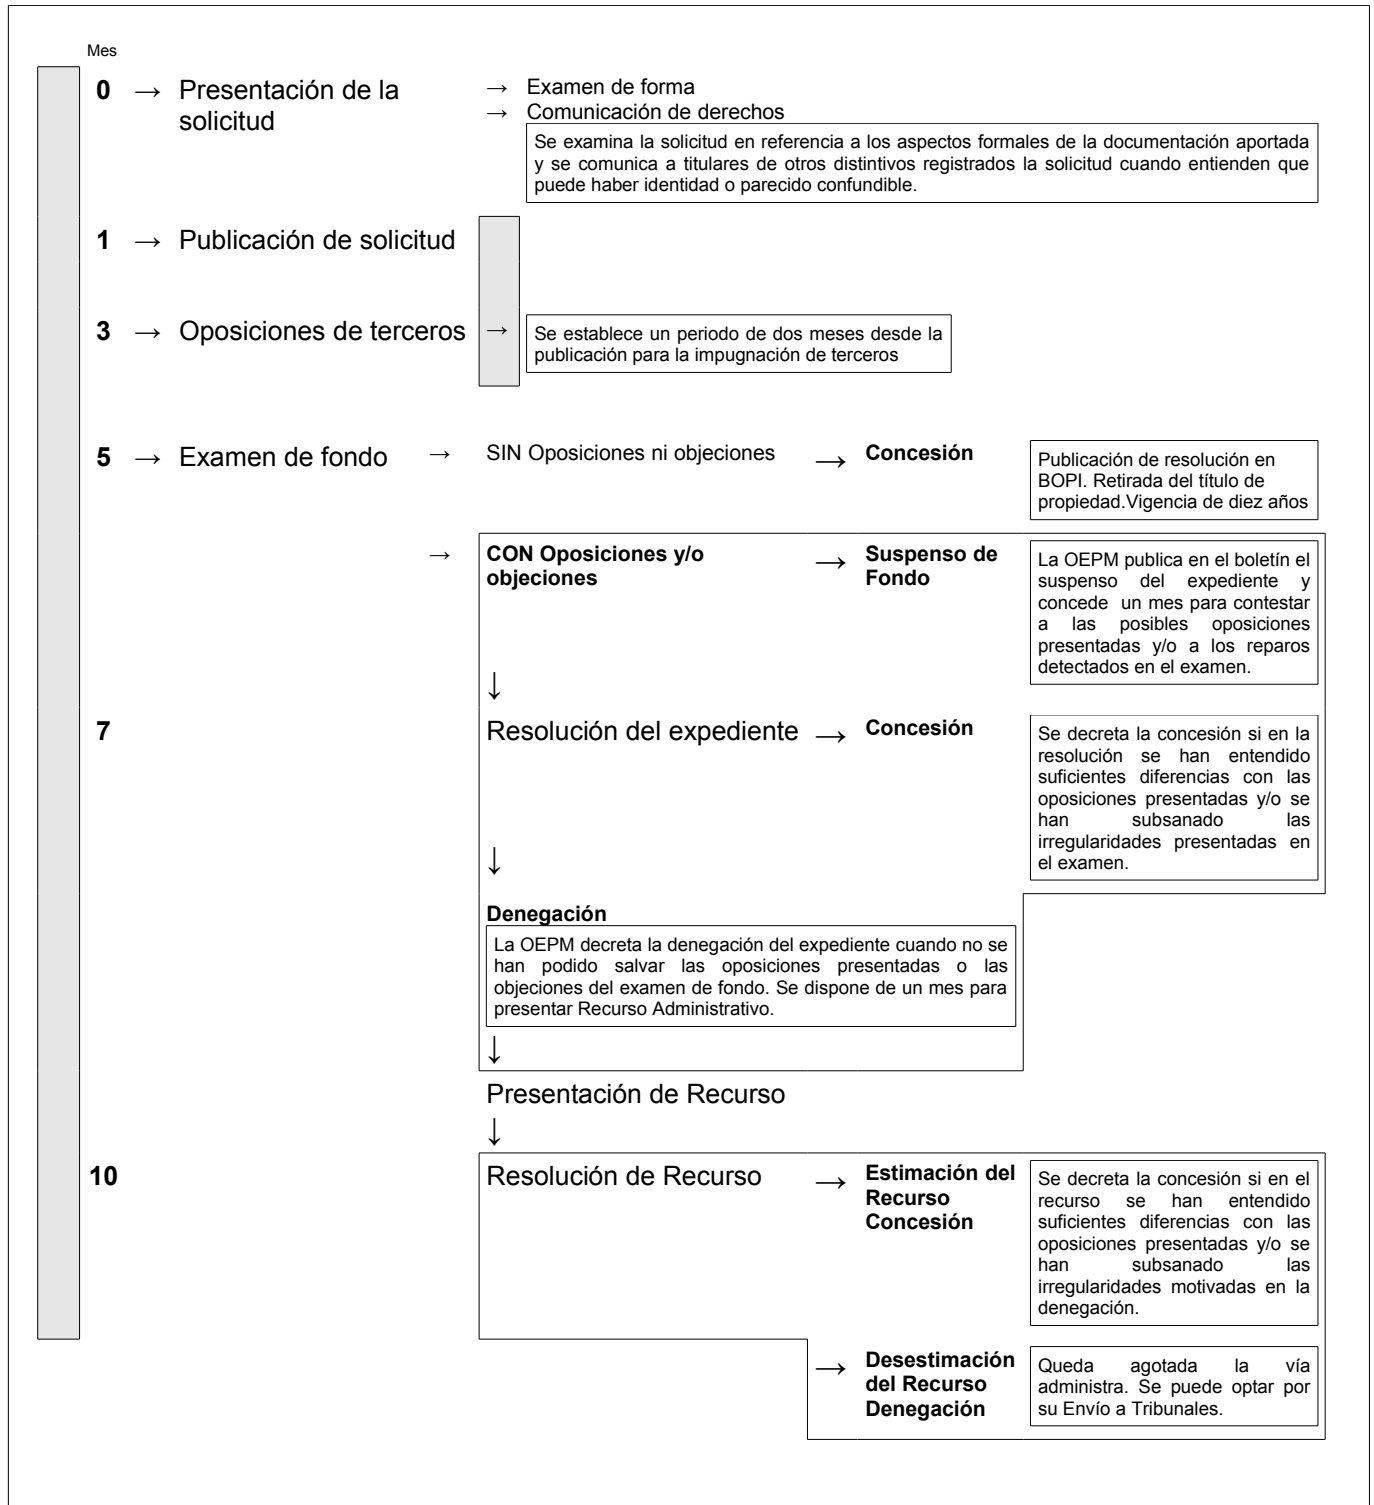 Mes
0 → Presentación de la
solicitud
→ Examen de forma
→ Comunicación de derechos
Se examina la solicitud en referencia a los aspectos formales de la documentación aportada
y se comunica a titulares de otros distintivos registrados la solicitud cuando entienden que
puede haber identidad o parecido confundible.
1 → Publicación de solicitud
3 → Oposiciones de terceros →
Se establece un periodo de dos meses desde la
publicación para la impugnación de terceros
5 → Examen de fondo → SIN Oposiciones ni objeciones → Concesión
Publicación de resolución en
BOPI. Retirada del título de
propiedad.Vigencia de diez años
→ CON Oposiciones y/o
objeciones
→ Suspenso de
Fondo
La OEPM publica en el boletín el
suspenso del expediente y
concede un mes para contestar
a las posibles oposiciones
presentadas y/o a los reparos
detectados en el examen.
↓
7 Resolución del expediente → Concesión
Se decreta la concesión si en la
resolución se han entendido
suficientes diferencias con las
oposiciones presentadas y/o se
han subsanado las
irregularidades presentadas en
el examen.
↓
Denegación
La OEPM decreta la denegación del expediente cuando no se
han podido salvar las oposiciones presentadas o las
objeciones del examen de fondo. Se dispone de un mes para
presentar Recurso Administrativo.
↓
Presentación de Recurso
↓
10 Resolución de Recurso → Estimación del
Recurso
Concesión
Se decreta la concesión si en el
recurso se han entendido
suficientes diferencias con las
oposiciones presentadas y/o se
han subsanado las
irregularidades motivadas en la
denegación.
→ Desestimación
del Recurso
Denegación
Queda agotada la vía
administra. Se puede optar por
su Envío a Tribunales.